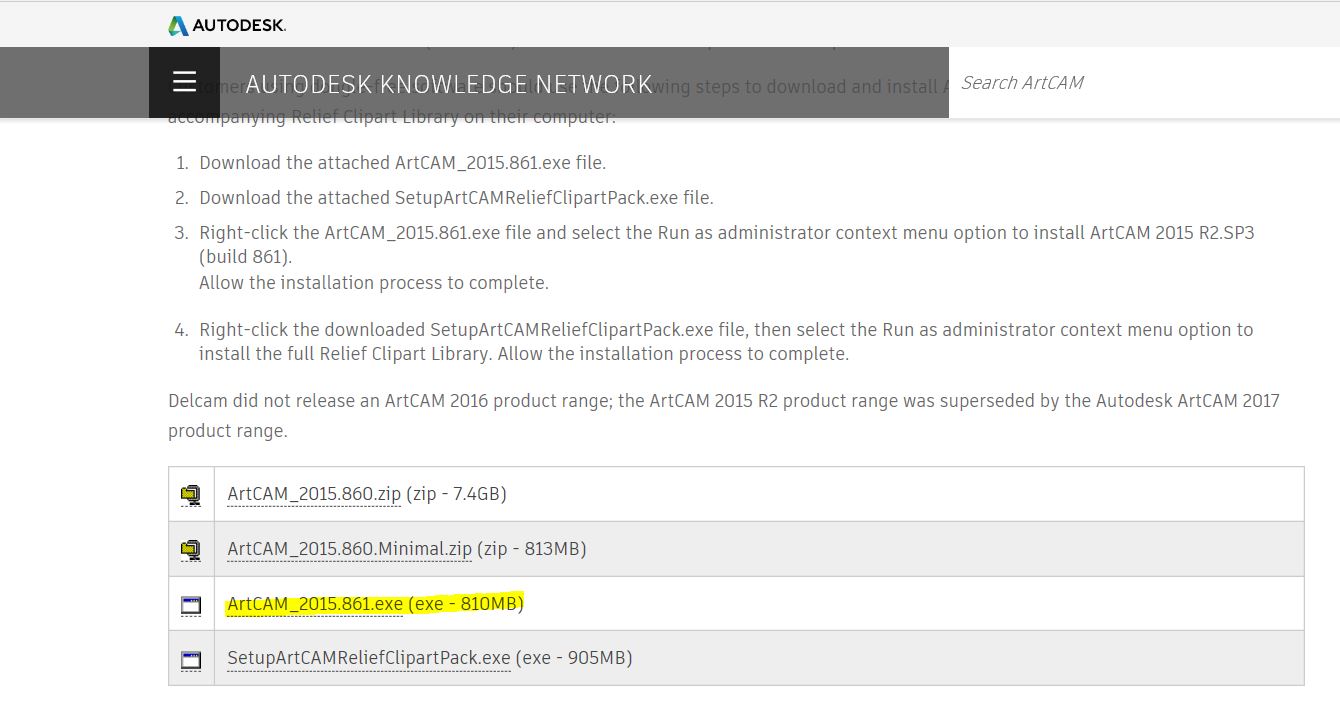 AUTODESK.
AUTODESK KNOWLEDGE NETWORK
Search ArtCAM
wing steps to download and install
accompanying Relief Clipart Library on their computer:
1. Download the attached ArtCAM_2015.861.exe file.
2. Download the attached SetupArtCAMReliefClipartPack.exe file.
3. Right-click the ArtCAM_2015.861.exe file and select the Run as administrator context menu option to install ArtCAM 2015 R2.SP3
(build 861).
Allow the installation process to complete.
4. Right-click the downloaded SetupArtCAMReliefClipartPack.exe file, then select the Run as administrator context menu option to
install the full Relief Clipart Library. Allow the installation process to complete.
Delcam did not release an ArtCAM 2016 product range; the ArtCAM 2015 R2 product range was superseded by the Autodesk ArtCAM 2017
product range.
ArtCAM_2015.860.zip (zip - 7.4GB)
ArtCAM_2015.860.Minimal.zip (zip - 813MB)
ArtCAM_2015.861.exe (exe - 810MB)
SetupArtCAMReliefClipartPack.exe (exe - 905MB)